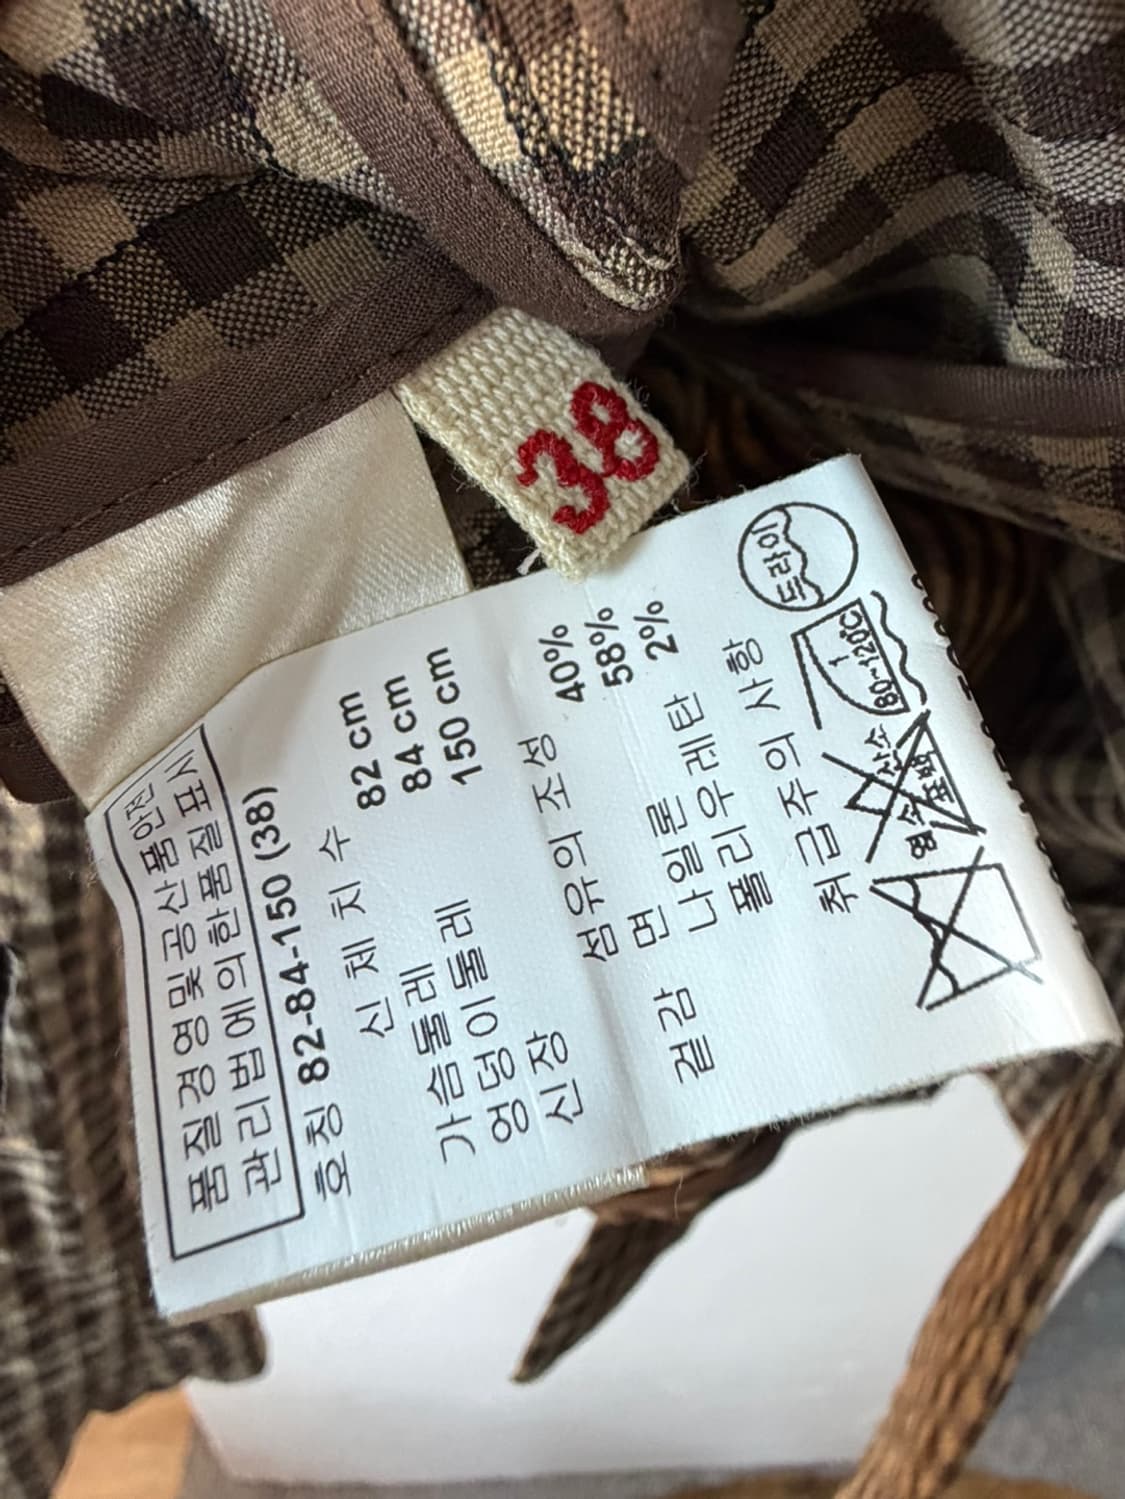 38
품질경영및공산품안전
관리법에의한품질표시
호칭 82-84-150 (38)
신 체 치 수
가슴둘레 82 cm
엉덩이둘레 84 cm
신장 150 cm
섬유의 조성
겉감 면 40%
나일론 58%
폴리우레탄 2%
취급주의 사항
드라이
1
80~120℃
염소 산소
표백